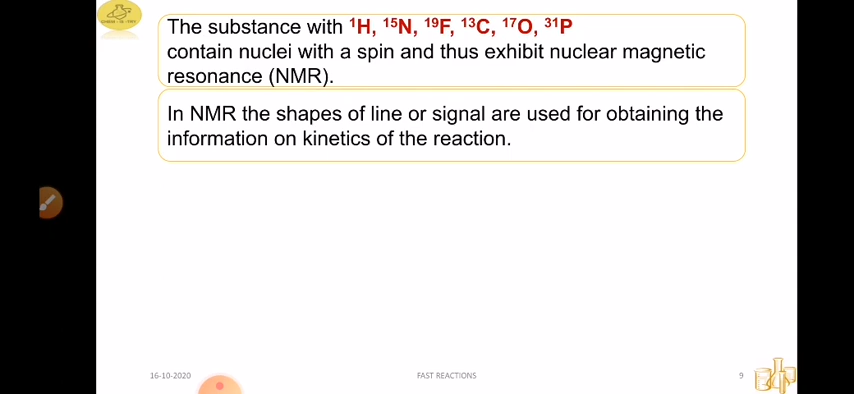 The substance with ¹H, ¹⁵N, ¹⁹F, ¹³C, ¹⁷O, ³¹P
contain nuclei with a spin and thus exhibit nuclear magnetic
resonance (NMR).
In NMR the shapes of line or signal are used for obtaining the
information on kinetics of the reaction.
16-10-2020
FAST REACTIONS
9